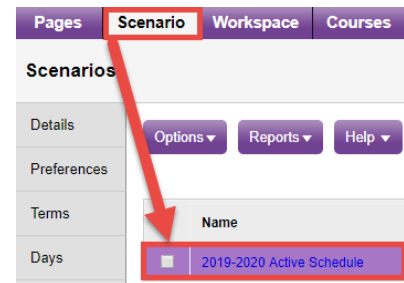 Pages Scenario Workspace Courses
Scenarios
Details
Options Reports Help
Preferences
Terms
Name
Days
2019-2020 Active Schedule